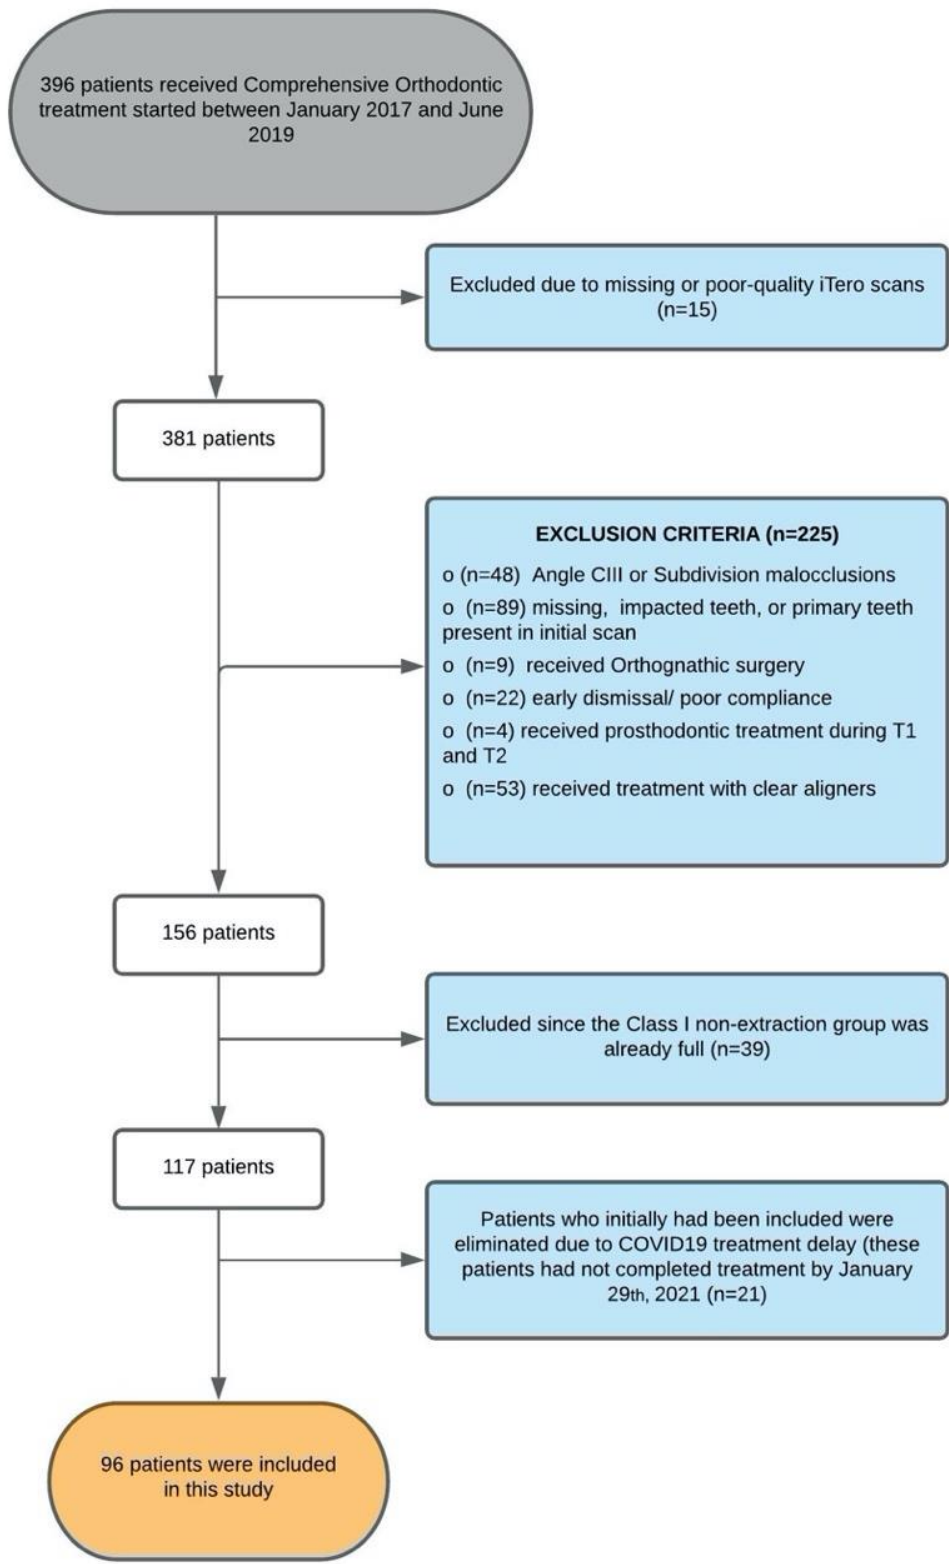 396 patients received Comprehensive Orthodontic
treatment started between January 2017 and June
2019
Excluded due to missing or poor-quality iTero scans
(n=15)
381 patients
EXCLUSION CRITERIA (n=225)
o (n=48) Angle CIII or Subdivision malocclusions
o (n=89) missing, impacted teeth, or primary teeth
present in initial scan
o (n=9) received Orthognathic surgery
o (n=22) early dismissal/ poor compliance
o (n=4) received prosthodontic treatment during T1
and T2
o (n=53) received treatment with clear aligners
156 patients
Excluded since the Class I non-extraction group was
already full (n=39)
117 patients
Patients who initially had been included were
eliminated due to COVID19 treatment delay (these
patients had not completed treatment by January
29th, 2021 (n=21)
96 patients were included
in this study